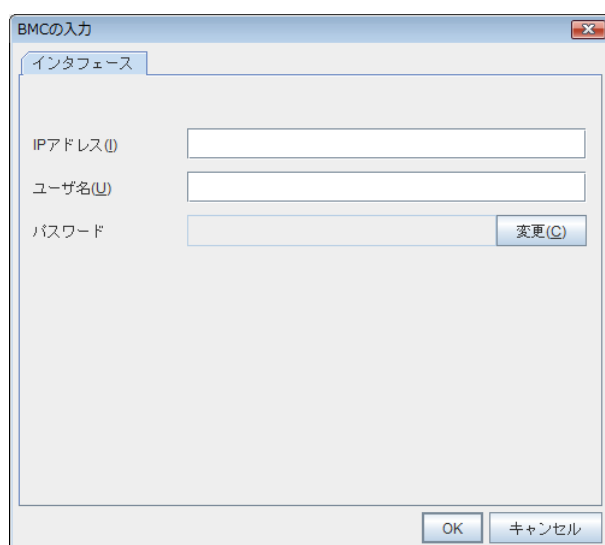 BMCの入力
インタフェース
IPアドレス(I)
ユーザ名(U)
パスワード 変更(C)
OK キャンセル